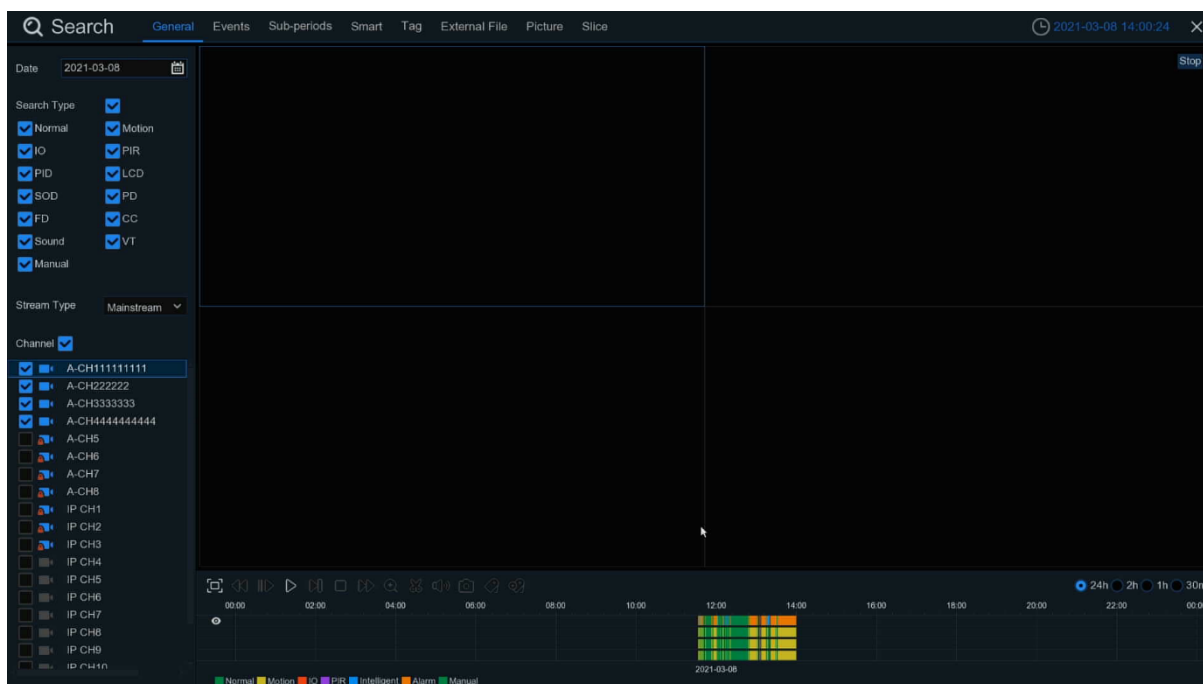 Search General Events Sub-periods Smart Tag External File Picture Slice 2021-03-08 14:00:24
Date 2021-03-08
Stop
Search Type
Normal Motion
IO PIR
PID LCD
SOD PD
FD CC
Sound VT
Manual
Stream Type Mainstream
Channel
A-CH111111111
A-CH222222
A-CH3333333
A-CH4444444444
A-CH5
A-CH6
A-CH7
A-CH8
IP CH1
IP CH2
IP CH3
IP CH4
IP CH5
IP CH6
IP CH7
IP CH8
IP CH9
IP CH10
24h 2h 1h 30m
00:00 02:00 04:00 06:00 08:00 10:00 12:00 14:00 16:00 18:00 20:00 22:00 00:0
2021-03-08
Normal Motion IO PIR Intelligent Alarm Manual